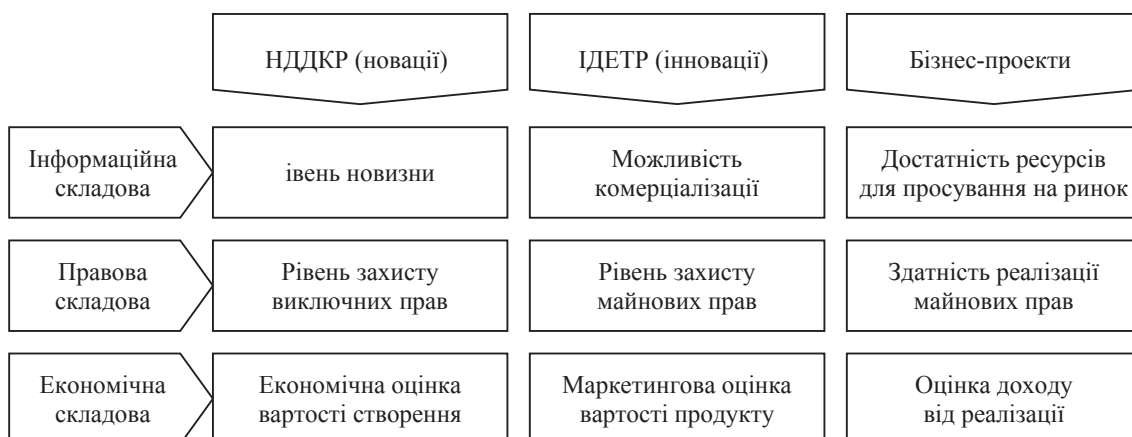 НДДКР (новації)
ІДЕТР (інновації)
Бізнес-проекти
Інформаційна
складова
івень новизни
Можливість
комерціалізації
Достатність ресурсів
для просування на ринок
Правова
складова
Рівень захисту
виключних прав
Рівень захисту
майнових прав
Здатність реалізації
майнових прав
Економічна
складова
Економічна оцінка
вартості створення
Маркетингова оцінка
вартості продукту
Оцінка доходу
від реалізації